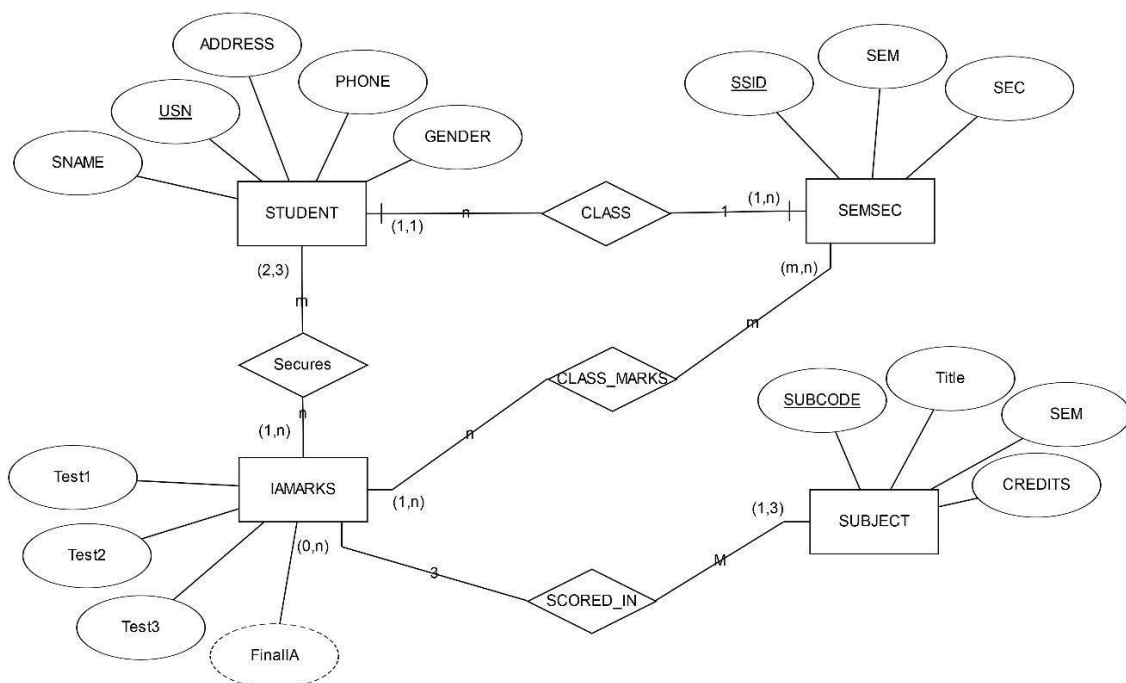 ADDRESS
SEM
PHONE
SSID
SEC
USN
GENDER
SNAME
STUDENT
n
CLASS
1
(1,n)
SEMSEC
(1,1)
(2,3)
(m,n)
m
m
Secures
CLASS_MARKS
Title
SUBCODE
SEM
n
(1,n)
n
Test1
IAMARKS
CREDITS
(1,n)
(1,3)
SUBJECT
Test2
(0,n)
3
M
SCORED_IN
Test3
FinalIA